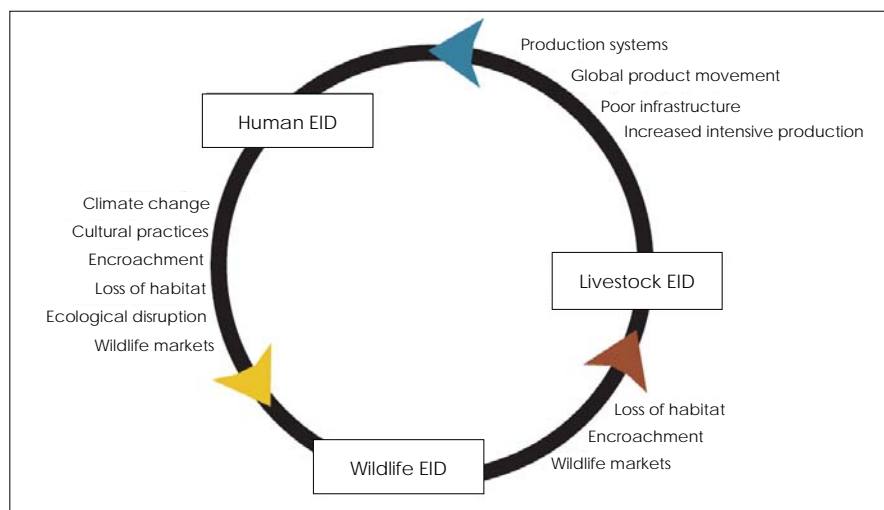 Production systems
Global product movement
Poor infrastructure
Increased intensive production
Human EID
Climate change
Cultural practices
Encroachment
Loss of habitat
Ecological disruption
Wildlife markets
Livestock EID
Loss of habitat
Encroachment
Wildlife markets
Wildlife EID